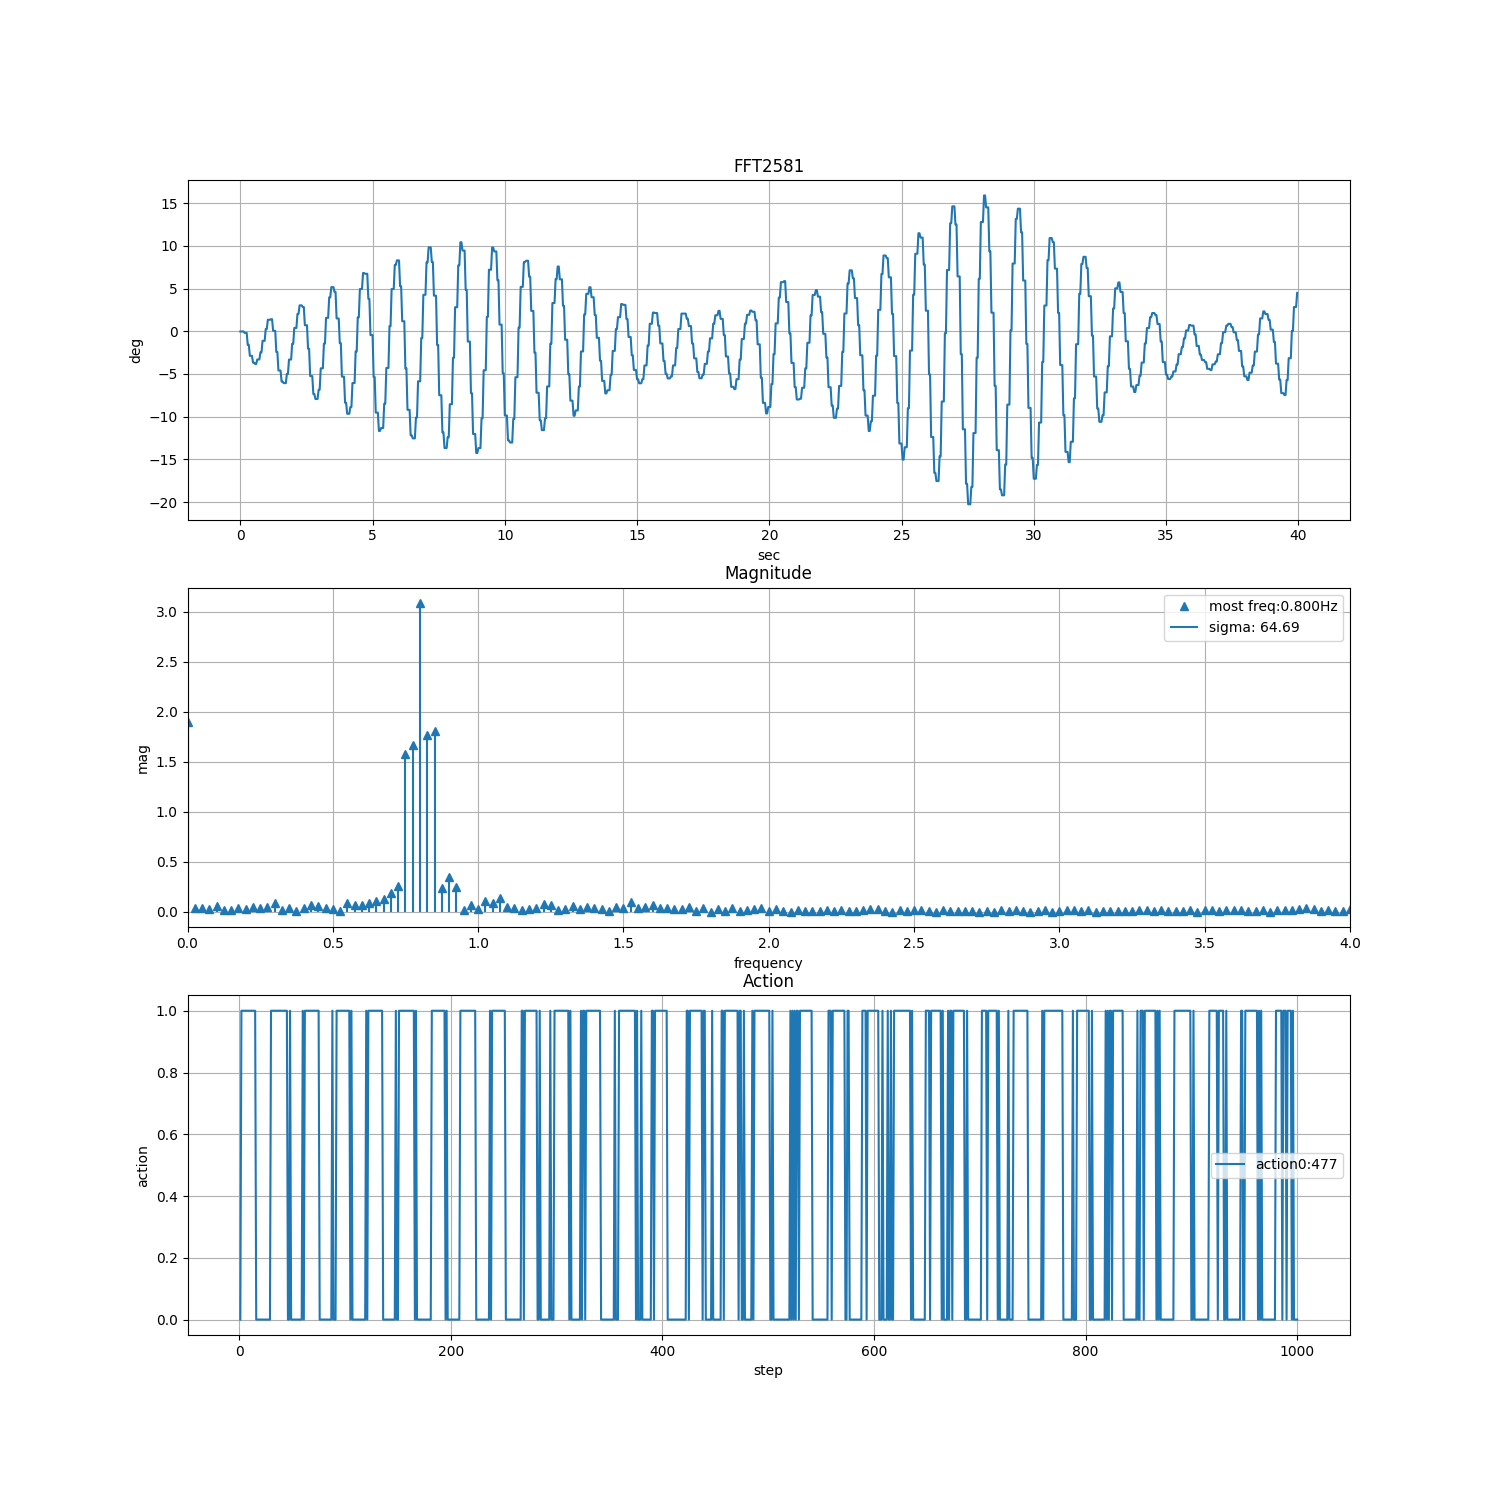 FFT2581
15
10
5
0
−5
−10
−15
−20
deg
0 5 10 15 20 25 30 35 40
sec
Magnitude
3.0
2.5
2.0
1.5
1.0
0.5
0.0
mag
most freq:0.800Hz
sigma: 64.69
0.0 0.5 1.0 1.5 2.0 2.5 3.0 3.5 4.0
frequency
Action
1.0
0.8
0.6
0.4
0.2
0.0
action
action0:477
0 200 400 600 800 1000
step